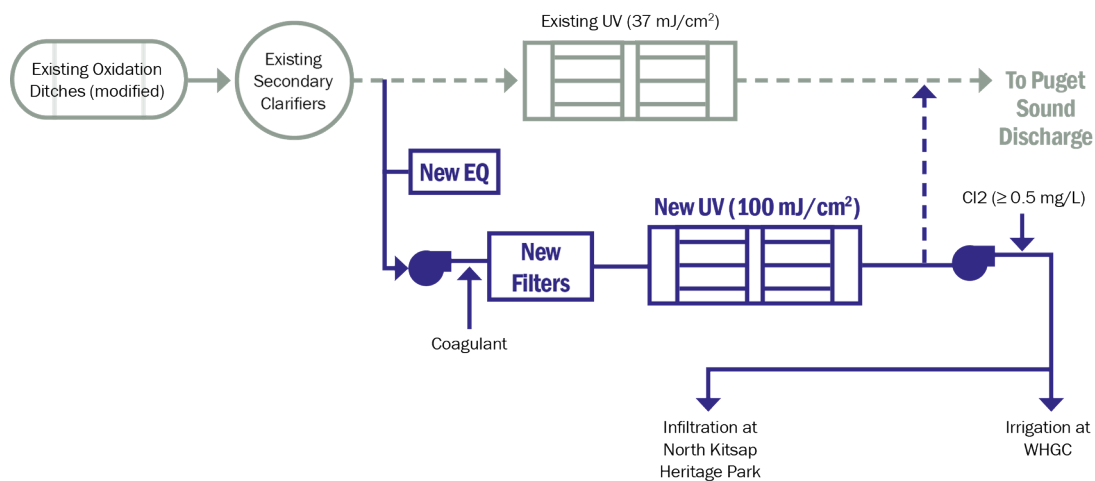 Existing UV (37 mJ/cm²)
Existing Oxidation
Ditches (modified)
Existing
Secondary
Clarifiers
To Puget
Sound
Discharge
New EQ
New UV (100 mJ/cm²)
Cl2 (≥ 0.5 mg/L)
New
Filters
Coagulant
Infiltration at
North Kitsap
Heritage Park
Irrigation at
WHGC